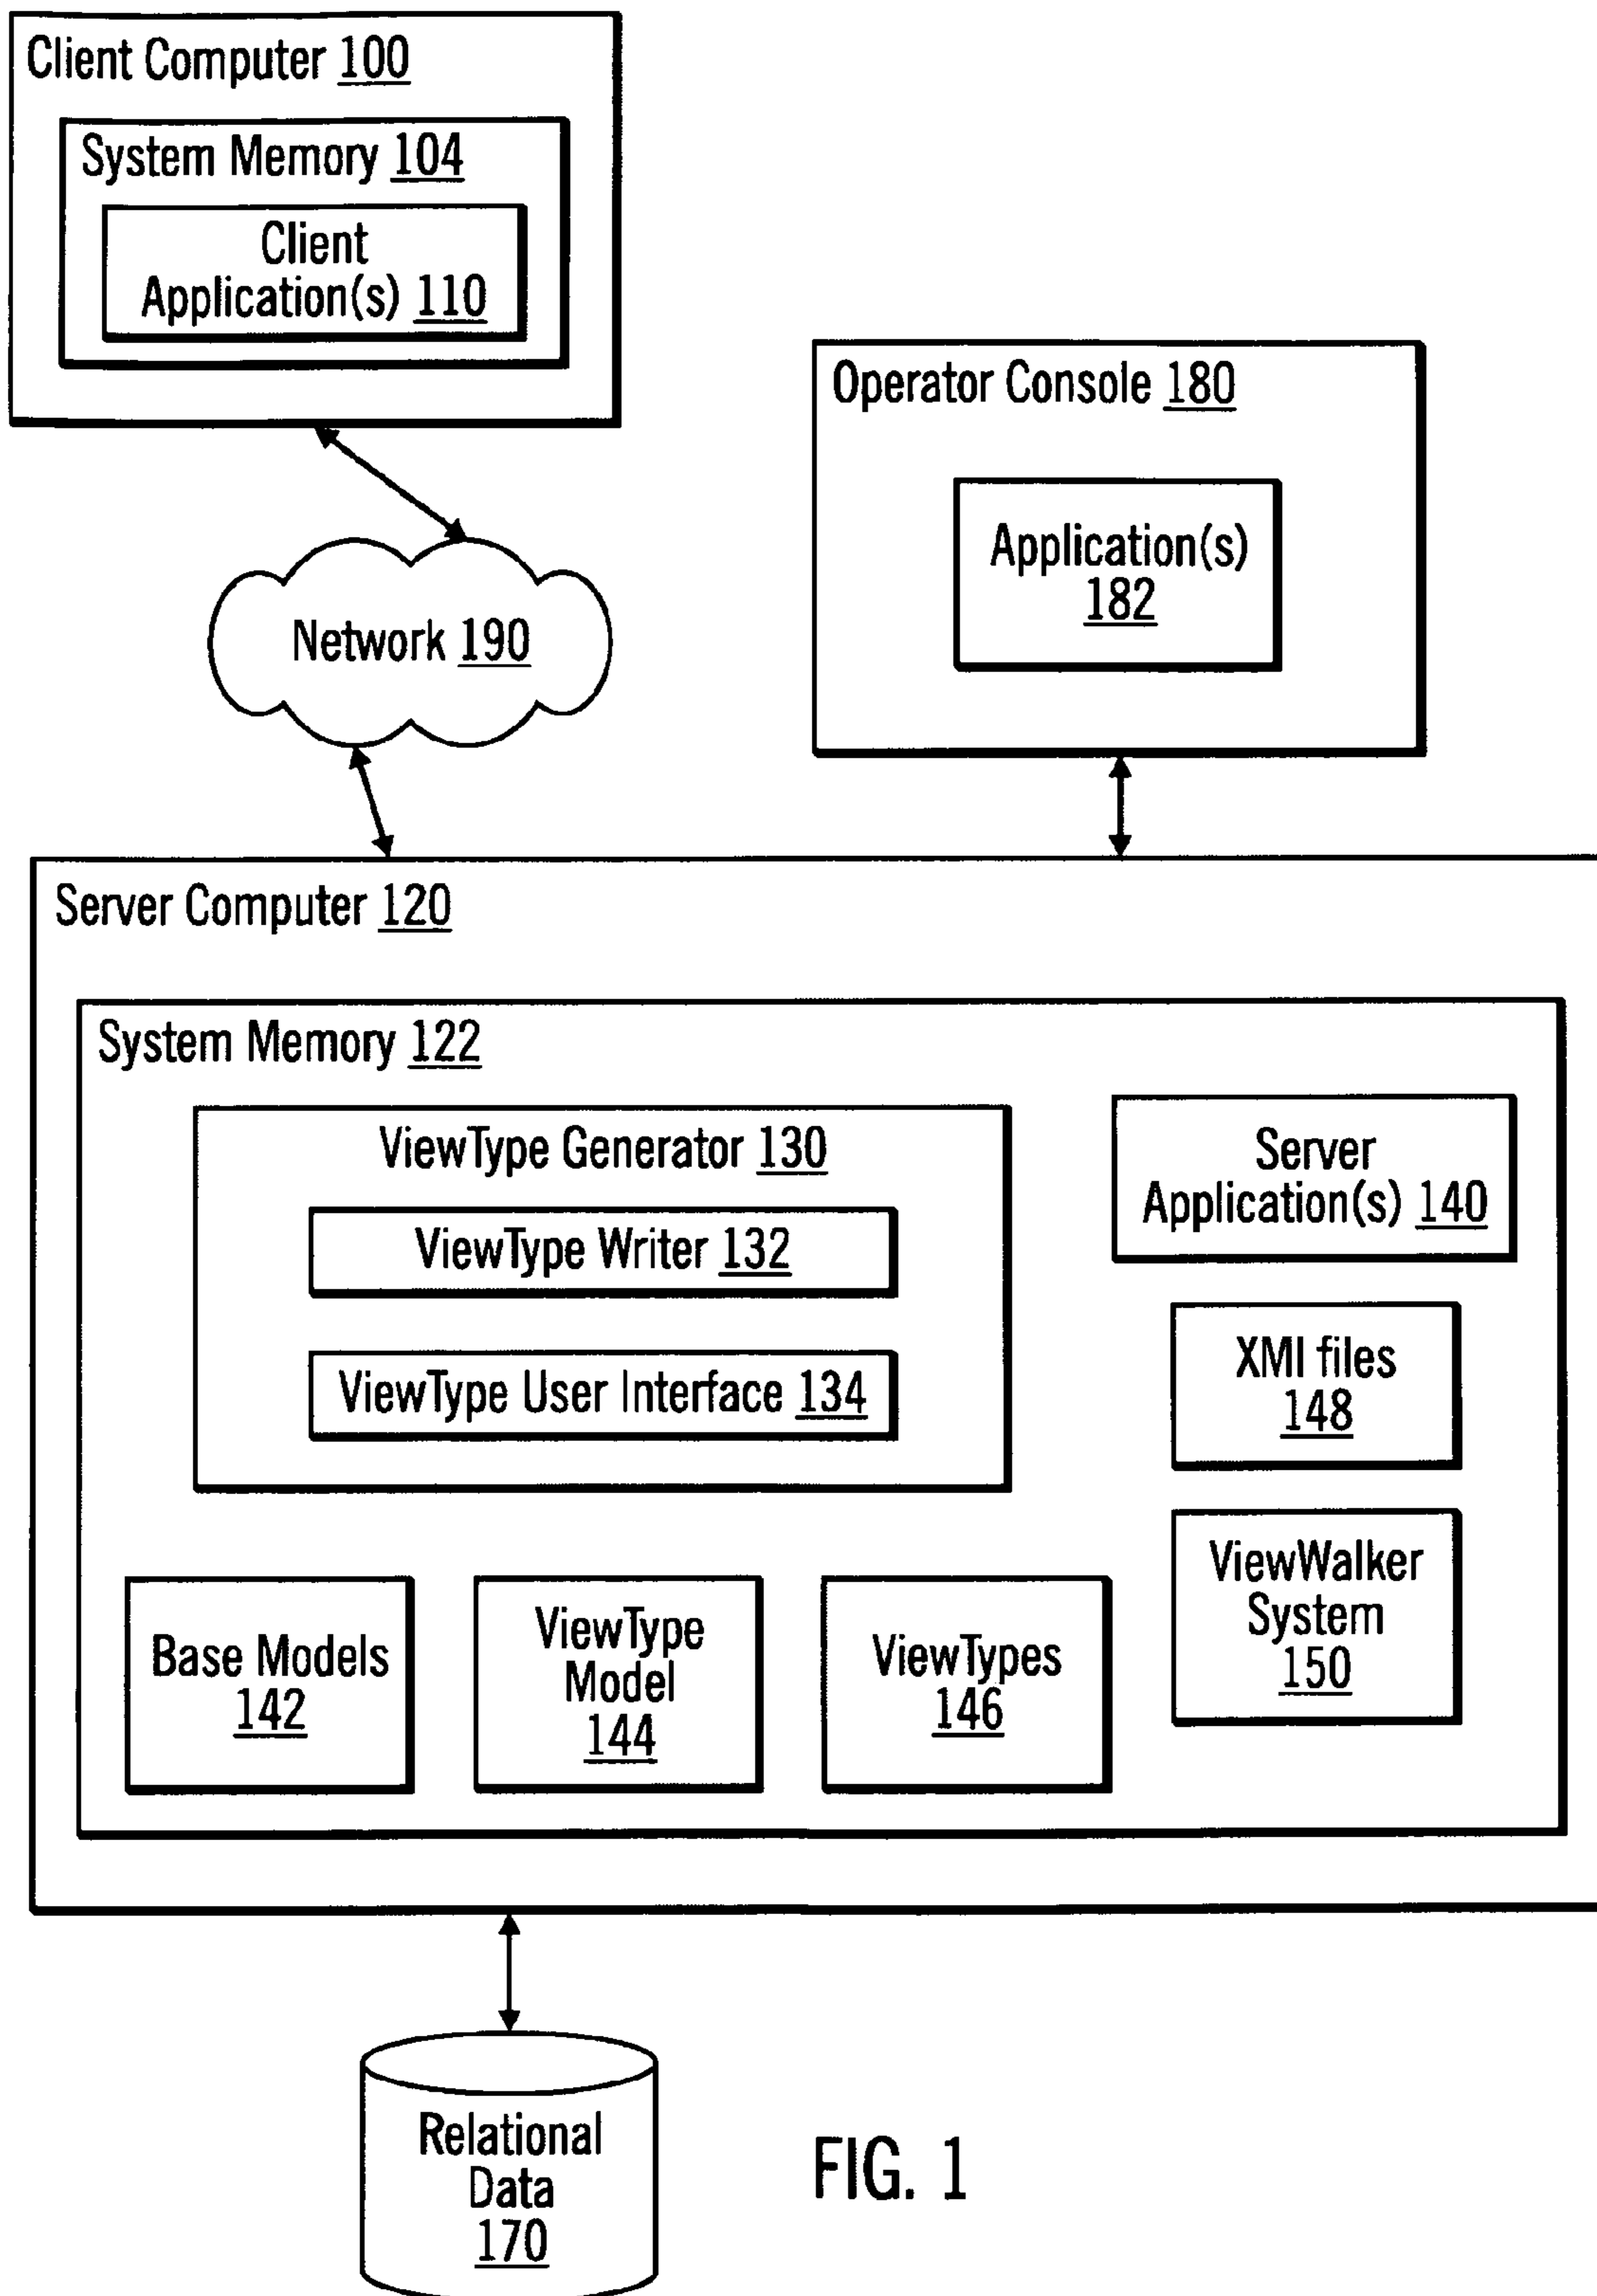 Client Computer 100
System Memory 104
Client
Application(s) 110
Operator Console 180
Application(s)
182
Network 190
Server Computer 120
System Memory 122
ViewType Generator 130
ViewType Writer 132
ViewType User Interface 134
Server
Application(s) 140
XMI files
148
ViewWalker
System
150
Base Models
142
ViewType
Model
144
ViewTypes
146
Relational
Data
170
FIG. 1